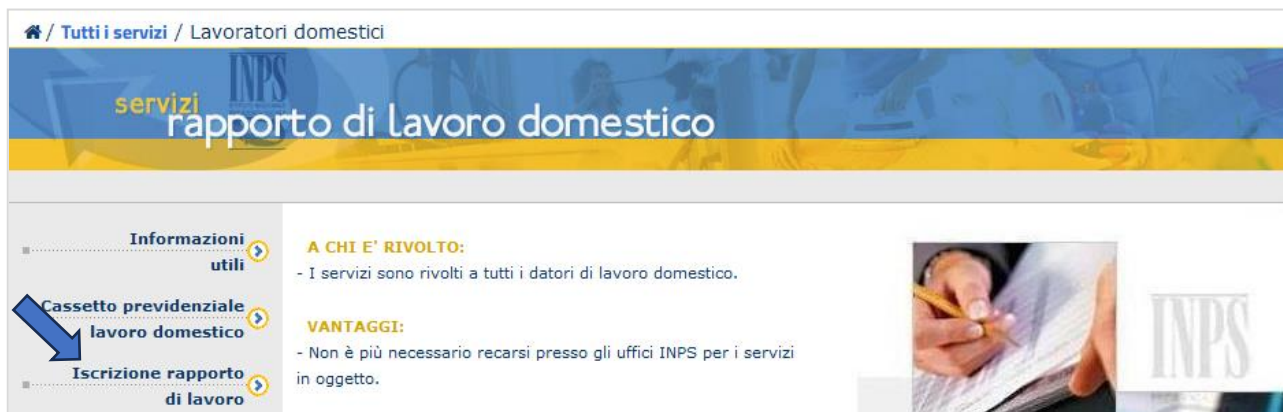 / Tutti i servizi / Lavoratori domestici
INPS
servizi
rapporto di lavoro domestico
Informazioni
utili
Cassetto previdenziale
lavoro domestico
Iscrizione rapporto
di lavoro
A CHI E' RIVOLTO:
- I servizi sono rivolti a tutti i datori di lavoro domestico.
VANTAGGI:
- Non è più necessario recarsi presso gli uffici INPS per i servizi
in oggetto.
INPS